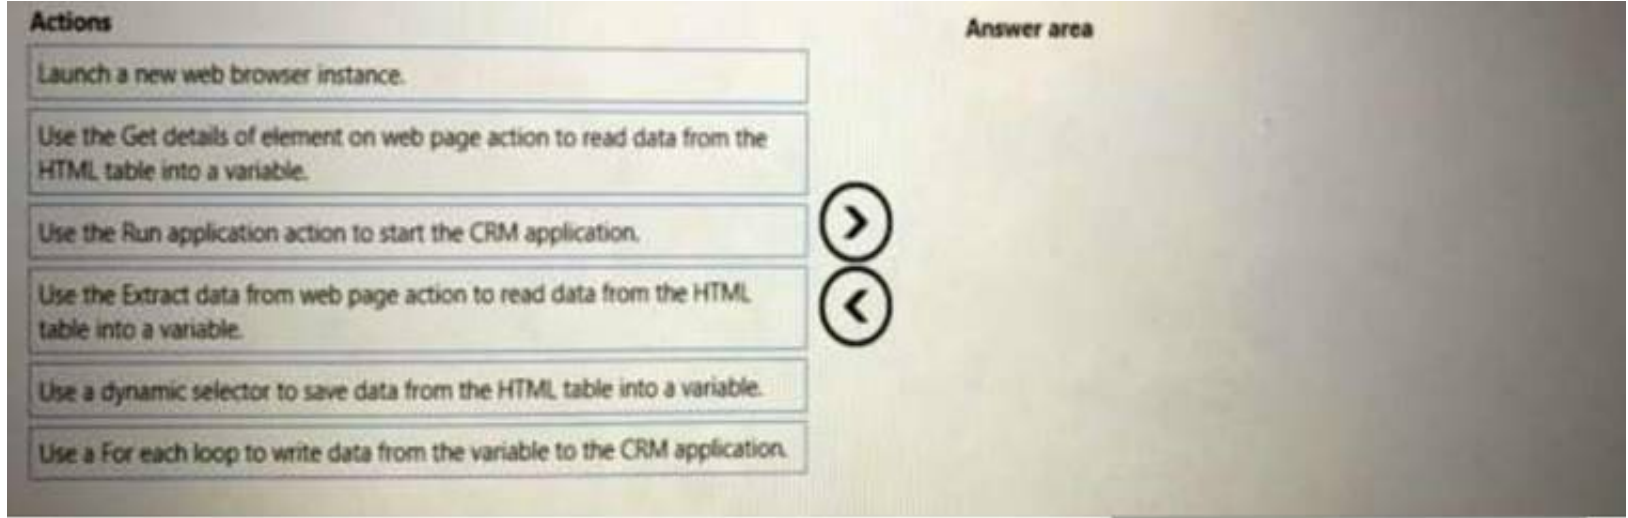 Actions
Answer area
Launch a new web browser instance.
Use the Get details of element on web page action to read data from the
HTML table into a variable.
Use the Run application action to start the CRM application.
Use the Extract data from web page action to read data from the HTML
table into a variable.
Use a dynamic selector to save data from the HTML table into a variable.
Use a For each loop to write data from the variable to the CRM application.